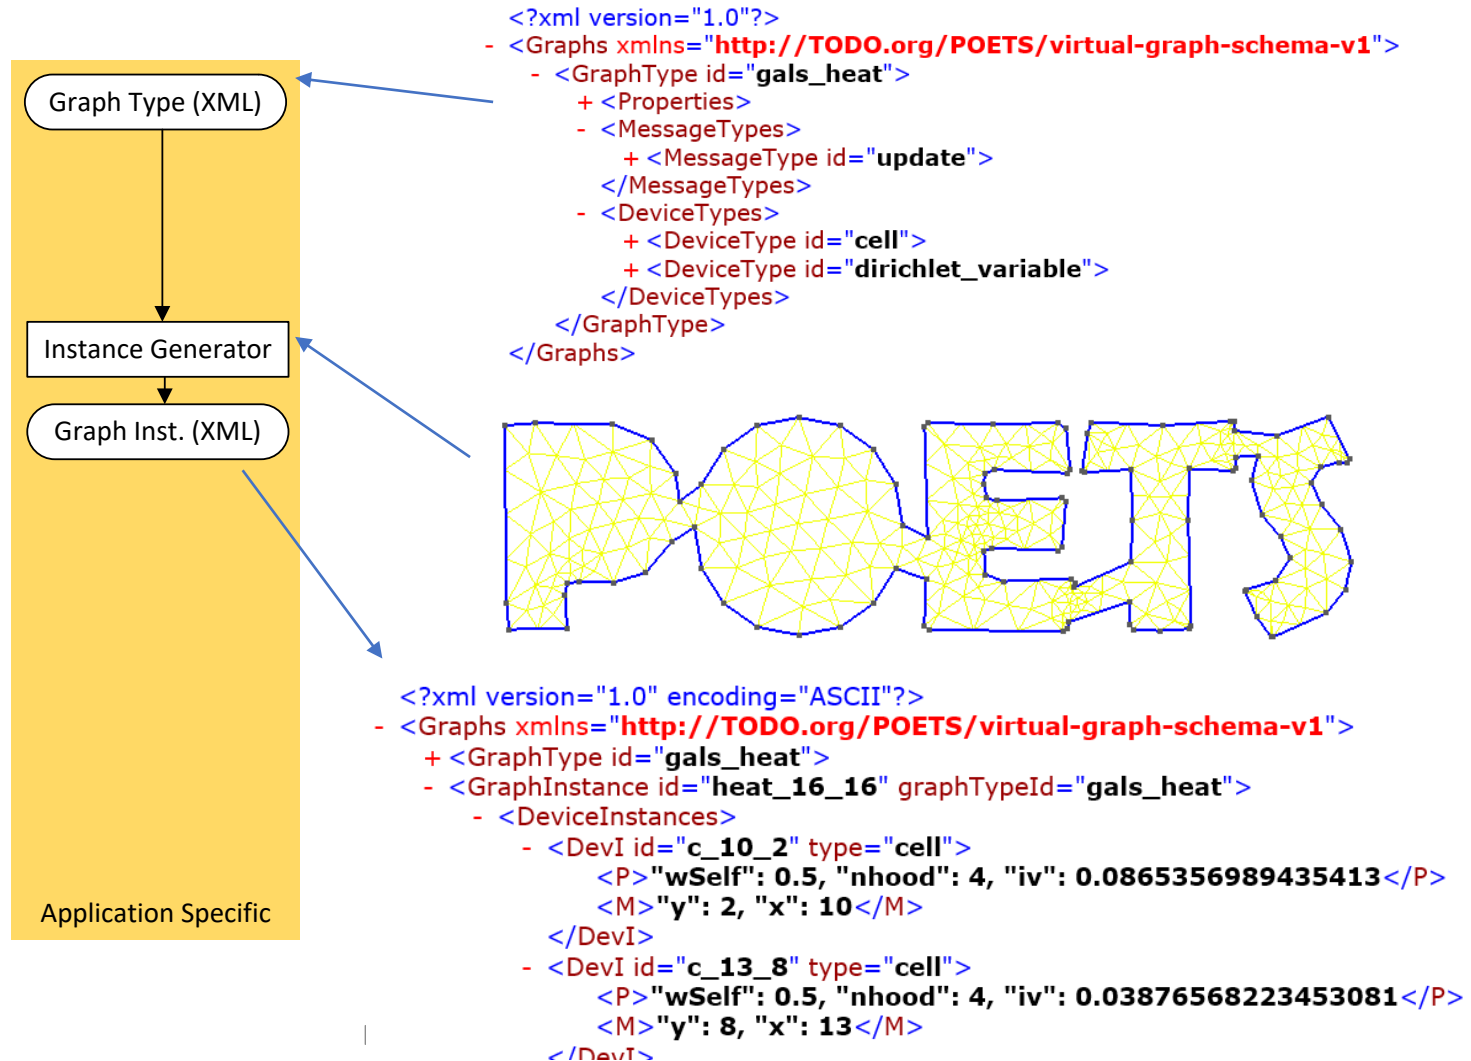 Graph Type (XML)
Instance Generator
Graph Inst. (XML)
Application Specific
<?xml version="1.0"?>
- <Graphs xmlns="http://TODO.org/POETS/virtual-graph-schema-v1">
- <GraphType id="gals_heat">
+ <Properties>
- <MessageTypes>
+ <MessageType id="update">
</MessageTypes>
- <DeviceTypes>
+ <DeviceType id="cell">
+ <DeviceType id="dirichlet_variable">
</DeviceTypes>
</GraphType>
</Graphs>
POETS
<?xml version="1.0" encoding="ASCII"?>
- <Graphs xmlns="http://TODO.org/POETS/virtual-graph-schema-v1">
+ <GraphType id="gals_heat">
- <GraphInstance id="heat_16_16" graphTypeId="gals_heat">
- <DeviceInstances>
- <DevI id="c_10_2" type="cell">
<P>"wSelf": 0.5, "nhood": 4, "iv": 0.0865356989435413</P>
<M>"y": 2, "x": 10</M>
</DevI>
- <DevI id="c_13_8" type="cell">
<P>"wSelf": 0.5, "nhood": 4, "iv": 0.03876568223453081</P>
<M>"y": 8, "x": 13</M>
</DevI>